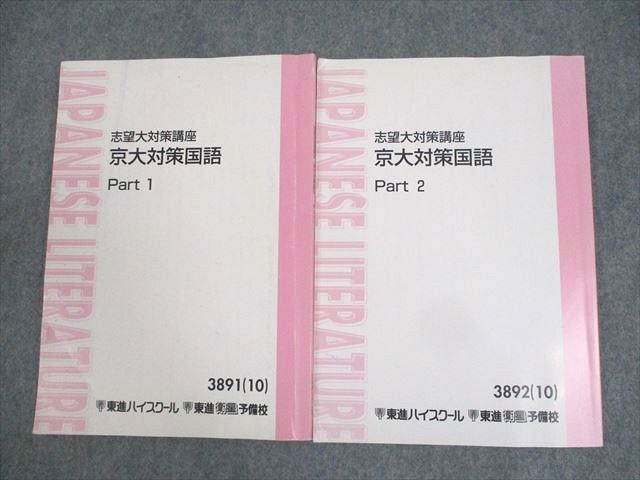 JAPANESE LITERATURE
志望大対策講座
京大対策国語
Part 1
3891(10)
東進ハイスクール 東進衛星予備校
JAPANESE LITERATURE
志望大対策講座
京大対策国語
Part 2
3892(10)
東進ハイスクール 東進衛星予備校